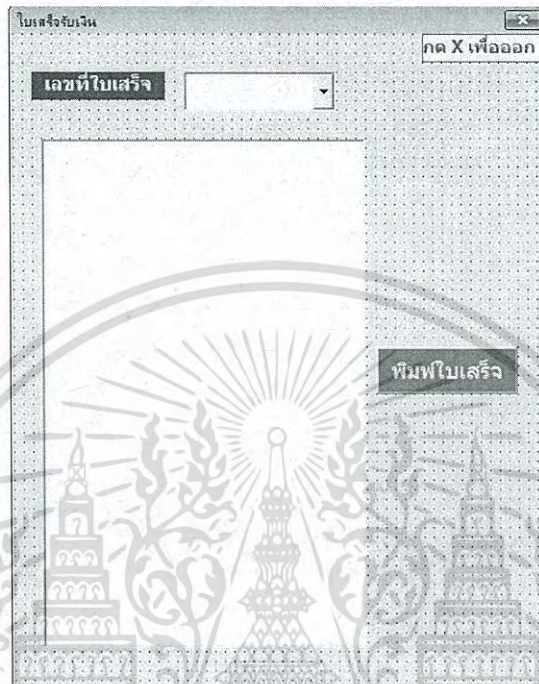 ใบเสร็จรับเงิน
กด X เพื่อออก
เลขที่ใบเสร็จ
พิมพ์ใบเสร็จ